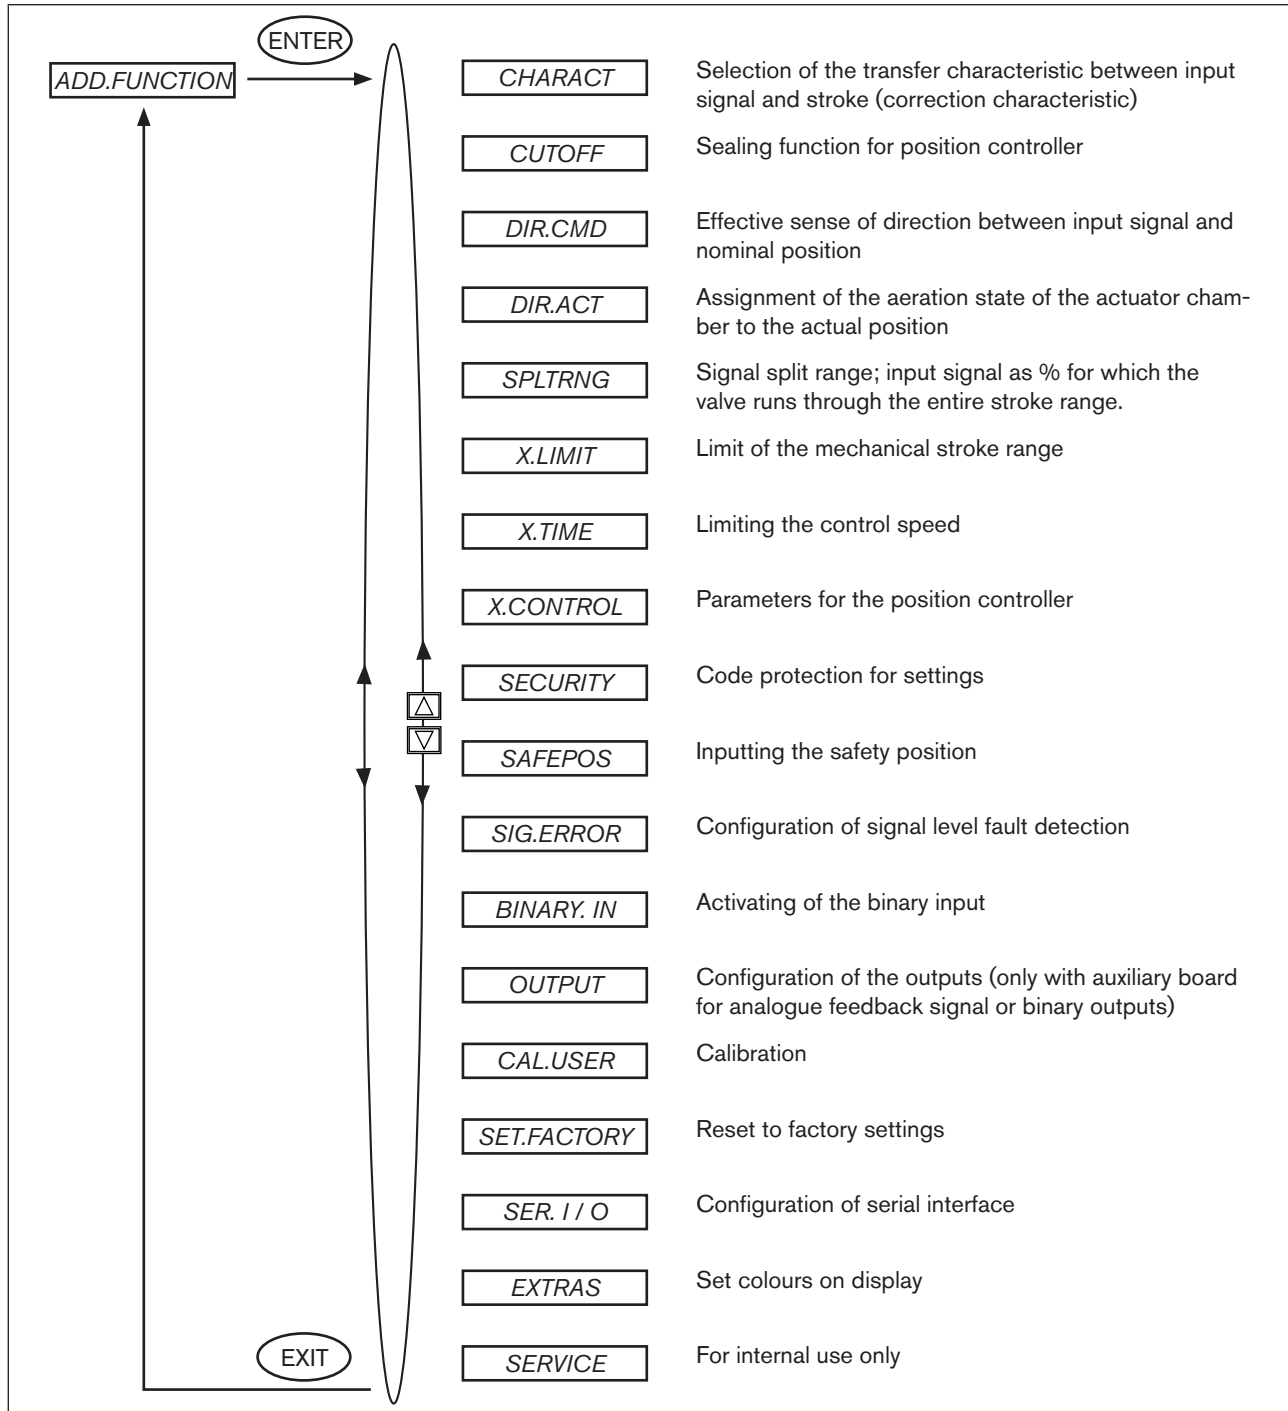 ENTER
ADD.FUNCTION
CHARACT
Selection of the transfer characteristic between input
signal and stroke (correction characteristic)
CUTOFF
Sealing function for position controller
DIR.CMD
Effective sense of direction between input signal and
nominal position
DIR.ACT
Assignment of the aeration state of the actuator cham-
ber to the actual position
SPLTRNG
Signal split range; input signal as % for which the
valve runs through the entire stroke range.
X.LIMIT
Limit of the mechanical stroke range
X.TIME
Limiting the control speed
X.CONTROL
Parameters for the position controller
SECURITY
Code protection for settings
SAFEPOS
Inputting the safety position
SIG.ERROR
Configuration of signal level fault detection
BINARY. IN
Activating of the binary input
OUTPUT
Configuration of the outputs (only with auxiliary board
for analogue feedback signal or binary outputs)
CAL.USER
Calibration
SET.FACTORY
Reset to factory settings
SER. I / O
Configuration of serial interface
EXTRAS
Set colours on display
EXIT
SERVICE
For internal use only